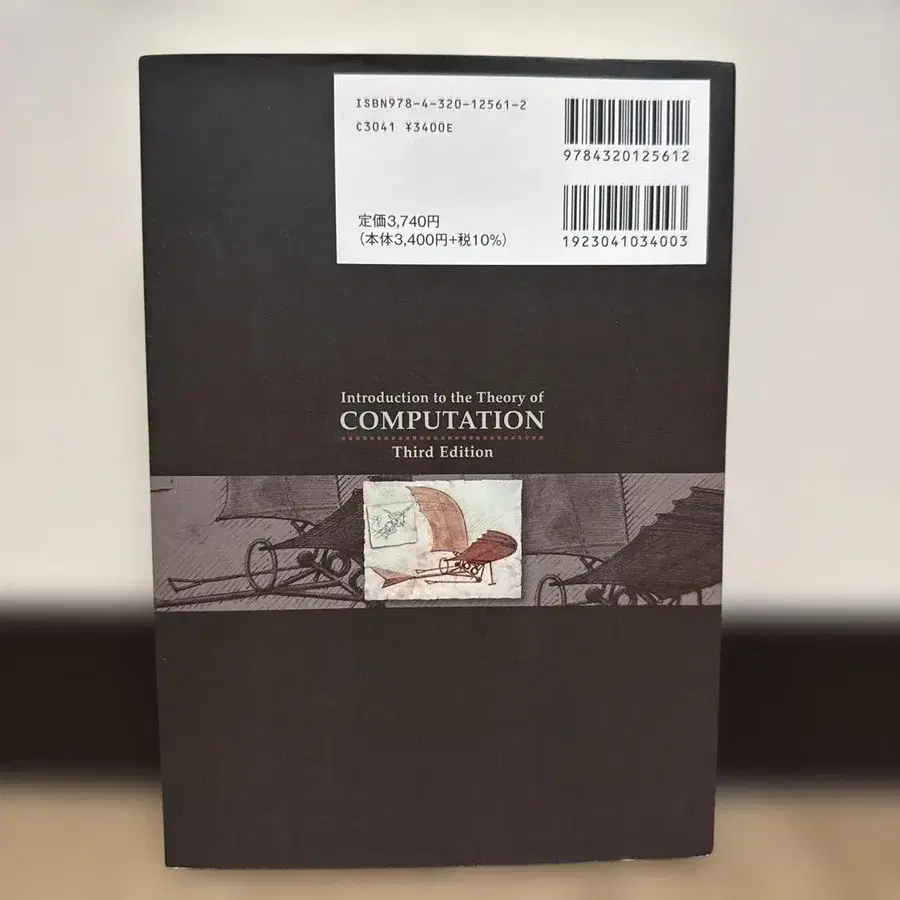 ISBN978-4-320-12561-2
C3041 ¥3400E
9784320125612
定価3,740円
(本体3,400円+税10%)
1923041034003
Introduction to the Theory of
COMPUTATION
Third Edition